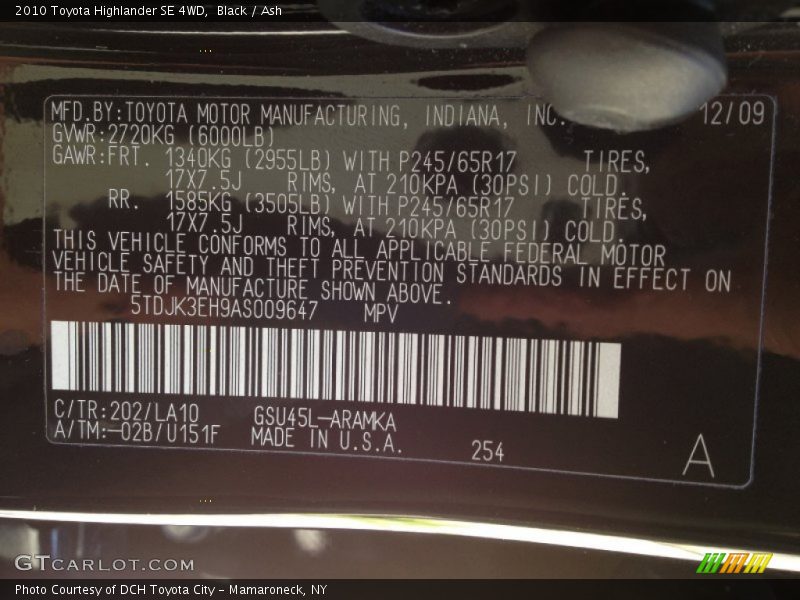 2010 Toyota Highlander SE 4WD,  Black / Ash
MFD.BY:TOYOTA MOTOR MANUFACTURING, INDIANA, INC. 12/09
GVWR:2720KG (6000LB)
GAWR:FRT. 1340KG (2955LB) WITH P245/65R17 TIRES,
17X7.5J RIMS, AT 210KPA (30PSI) COLD.
RR. 1585KG (3505LB) WITH P245/65R17 TIRES,
17X7.5J RIMS, AT 210KPA (30PSI) COLD.
THIS VEHICLE CONFORMS TO ALL APPLICABLE FEDERAL MOTOR
VEHICLE SAFETY AND THEFT PREVENTION STANDARDS IN EFFECT ON
THE DATE OF MANUFACTURE SHOWN ABOVE.
5TDJK3EH9AS009647 MPV
C/TR:202/LA10 GSU45L-ARAMKA
A/TM:-02B/U151F MADE IN U.S.A. 254 A
GTCARLOT.COM
Photo Courtesy of DCH Toyota City - Mamaroneck, NY